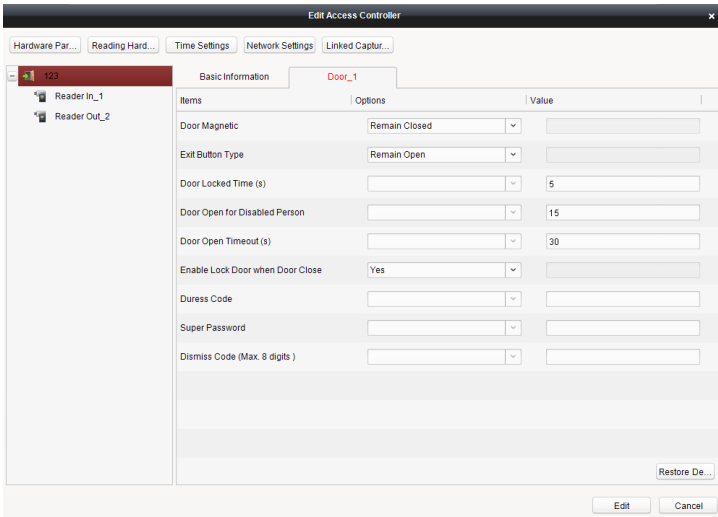 Edit Access Controller
x
Hardware Par... Reading Hard... Time Settings Network Settings Linked Captur...
123
Reader In_1
Reader Out_2
Basic Information Door_1
Items Options Value
Door Magnetic Remain Closed
Exit Button Type Remain Open
Door Locked Time (s) 5
Door Open for Disabled Person 15
Door Open Timeout (s) 30
Enable Lock Door when Door Close Yes
Duress Code
Super Password
Dismiss Code (Max. 8 digits )
Restore De...
Edit Cancel